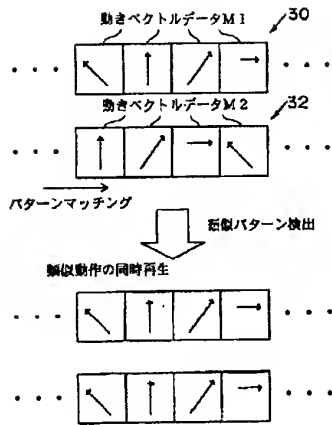 動きベクトルデータM1
30
動きベクトルデータM2
32
パターンマッチング
類似パターン検出
類似動作の同時再生